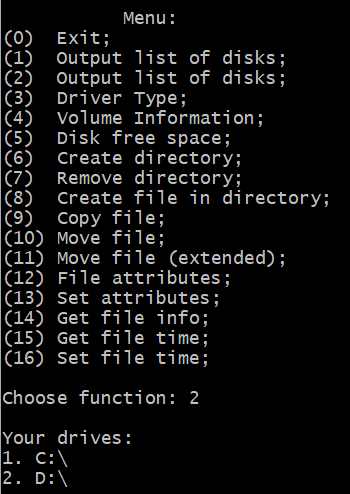 Menu:
(0) Exit;
(1) Output list of disks;
(2) Output list of disks;
(3) Driver Type;
(4) Volume Information;
(5) Disk free space;
(6) Create directory;
(7) Remove directory;
(8) Create file in directory;
(9) Copy file;
(10) Move file;
(11) Move file (extended);
(12) File attributes;
(13) Set attributes;
(14) Get file info;
(15) Get file time;
(16) Set file time;
Choose function: 2
Your drives:
1. C:\
2. D:\